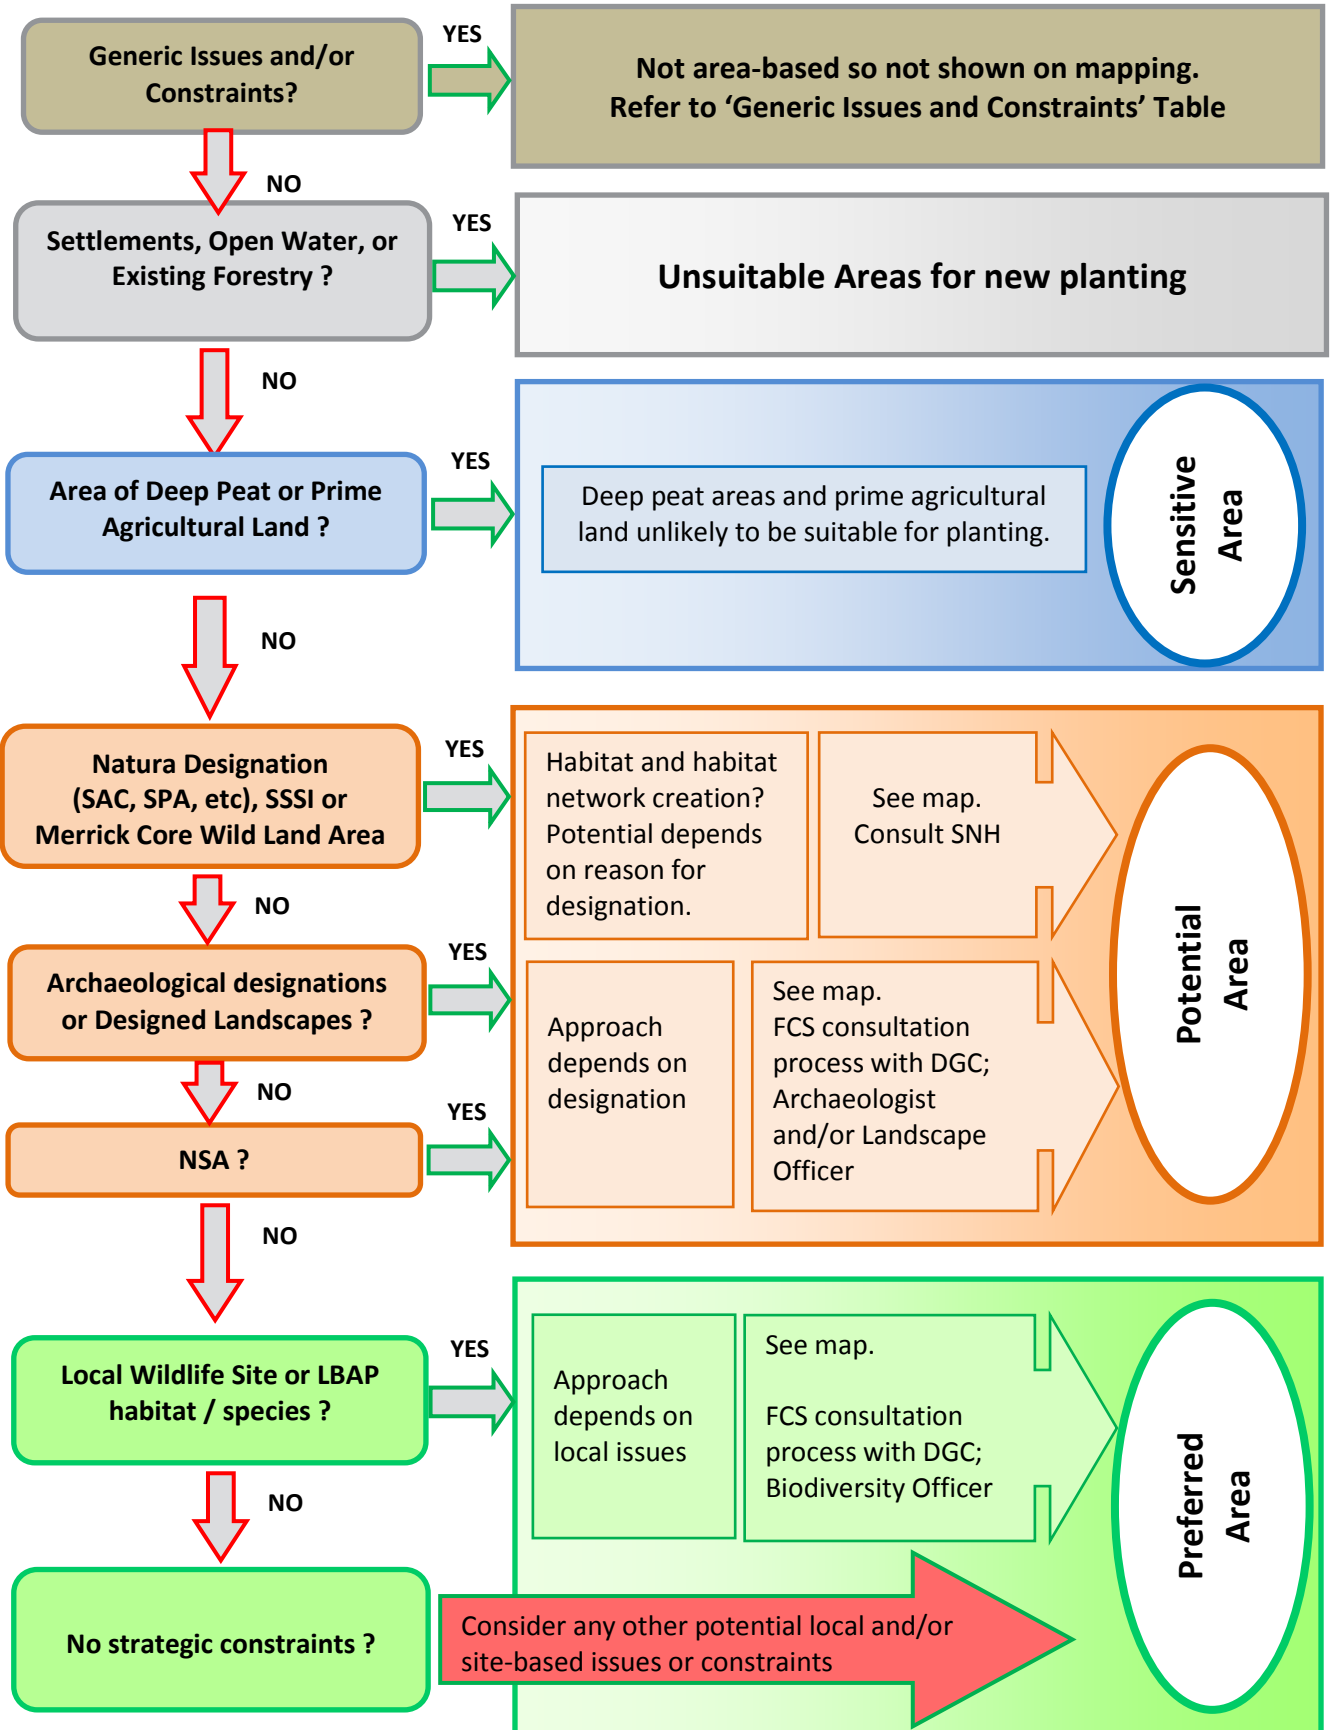 Generic Issues and/or
Constraints?
YES
Not area-based so not shown on mapping.
Refer to ‘Generic Issues and Constraints’ Table
NO
Settlements, Open Water, or
Existing Forestry ?
YES
Unsuitable Areas for new planting
NO
Area of Deep Peat or Prime
Agricultural Land ?
YES
Deep peat areas and prime agricultural
land unlikely to be suitable for planting.
Sensitive
Area
NO
Natura Designation
(SAC, SPA, etc), SSSI or
Merrick Core Wild Land Area
YES
Habitat and habitat
network creation?
Potential depends
on reason for
designation.
See map.
Consult SNH
Potential
Area
NO
Archaeological designations
or Designed Landscapes ?
YES
Approach
depends on
designation
See map.
FCS consultation
process with DGC;
Archaeologist
and/or Landscape
Officer
NO
NSA ?
YES
NO
Local Wildlife Site or LBAP
habitat / species ?
YES
Approach
depends on
local issues
See map.
FCS consultation
process with DGC;
Biodiversity Officer
Preferred
Area
NO
No strategic constraints ?
Consider any other potential local and/or
site-based issues or constraints